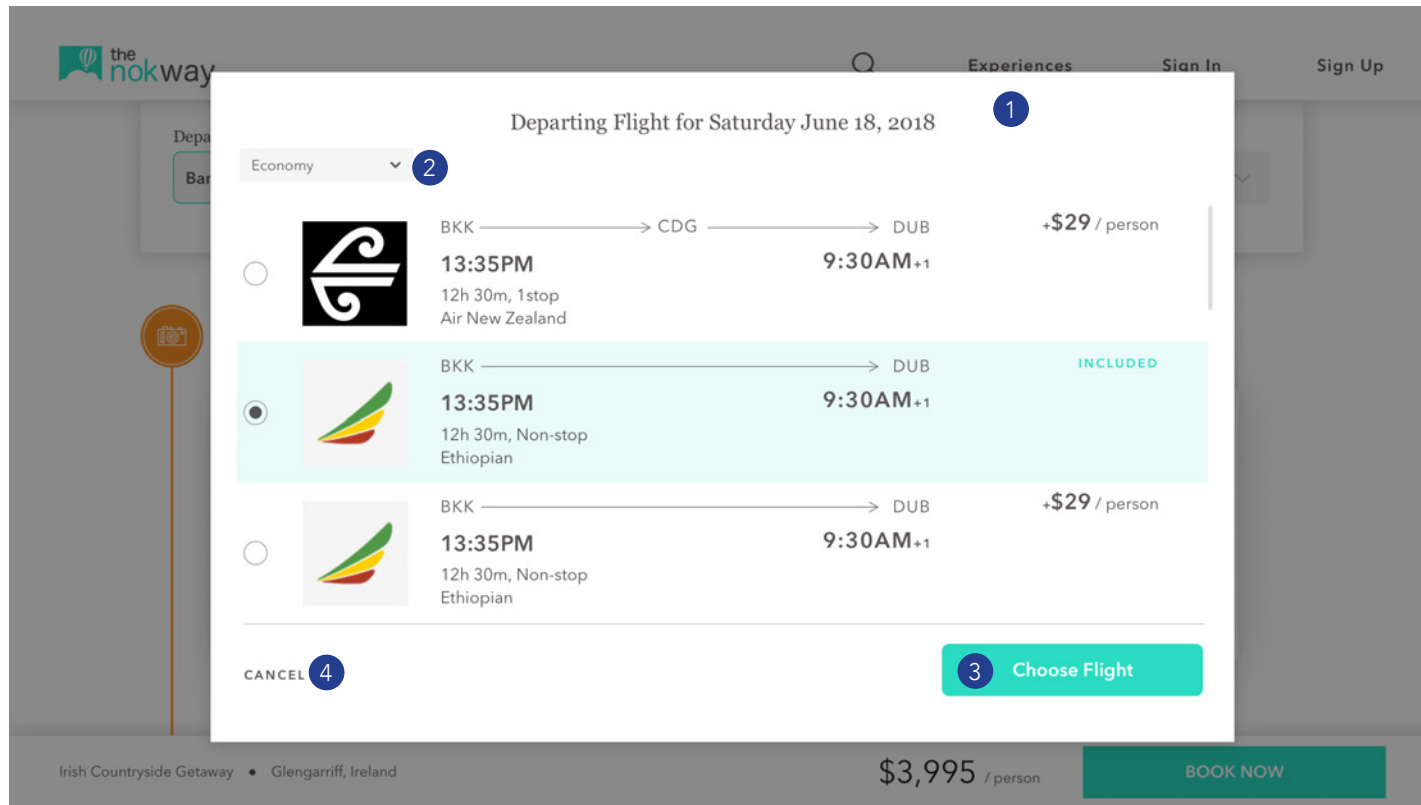 the
nokway
Experiences
Sign In
Sign Up
1
Departing Flight for Saturday June 18, 2018
Depa
Economy
2
Bar
BKK CDG DUB
+$29 / person
13:35PM
9:30AM+1
12h 30m, 1stop
Air New Zealand
BKK DUB
INCLUDED
13:35PM
9:30AM+1
12h 30m, Non-stop
Ethiopian
BKK DUB
+$29 / person
13:35PM
9:30AM+1
12h 30m, Non-stop
Ethiopian
CANCEL
4
3
Choose Flight
Irish Countryside Getaway • Glengarriff, Ireland
$3,995 / person
BOOK NOW